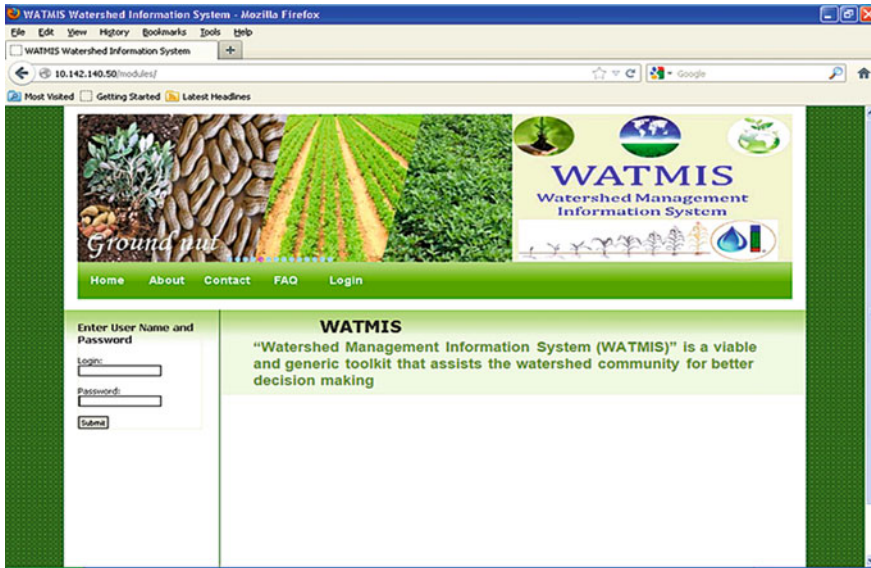 WATMIS Watershed Information System - Mozilla Firefox
File Edit View History Bookmarks Tools Help
WATMIS Watershed Information System
10.142.140.50/modules/
Google
Most Visited Getting Started Latest Headlines
Ground nut
WATMIS
Watershed Management
Information System
Home About Contact FAQ Login
Enter User Name and
Password
Login:
Password:
Submit
WATMIS
“Watershed Management Information System (WATMIS)” is a viable
and generic toolkit that assists the watershed community for better
decision making